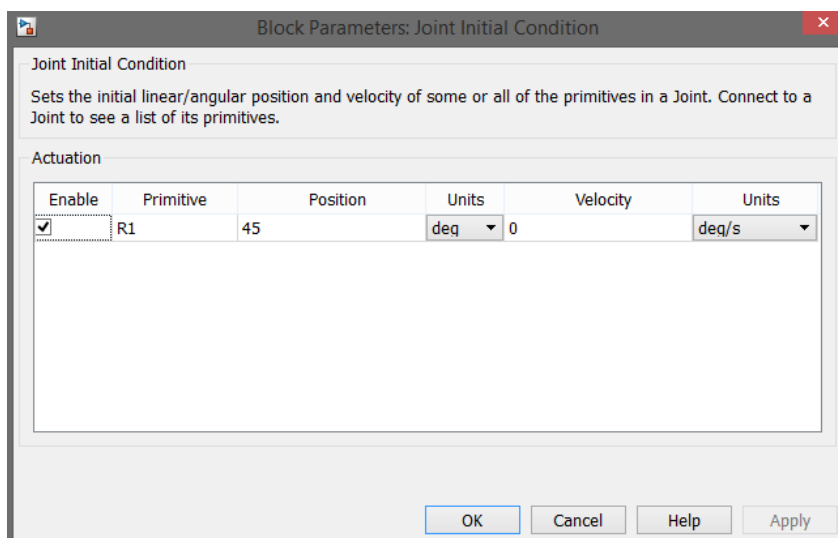 Block Parameters: Joint Initial Condition
Joint Initial Condition
Sets the initial linear/angular position and velocity of some or all of the primitives in a Joint. Connect to a
Joint to see a list of its primitives.
Actuation
Enable Primitive Position Units Velocity Units
R1 45 deg 0 deg/s
OK Cancel Help Apply